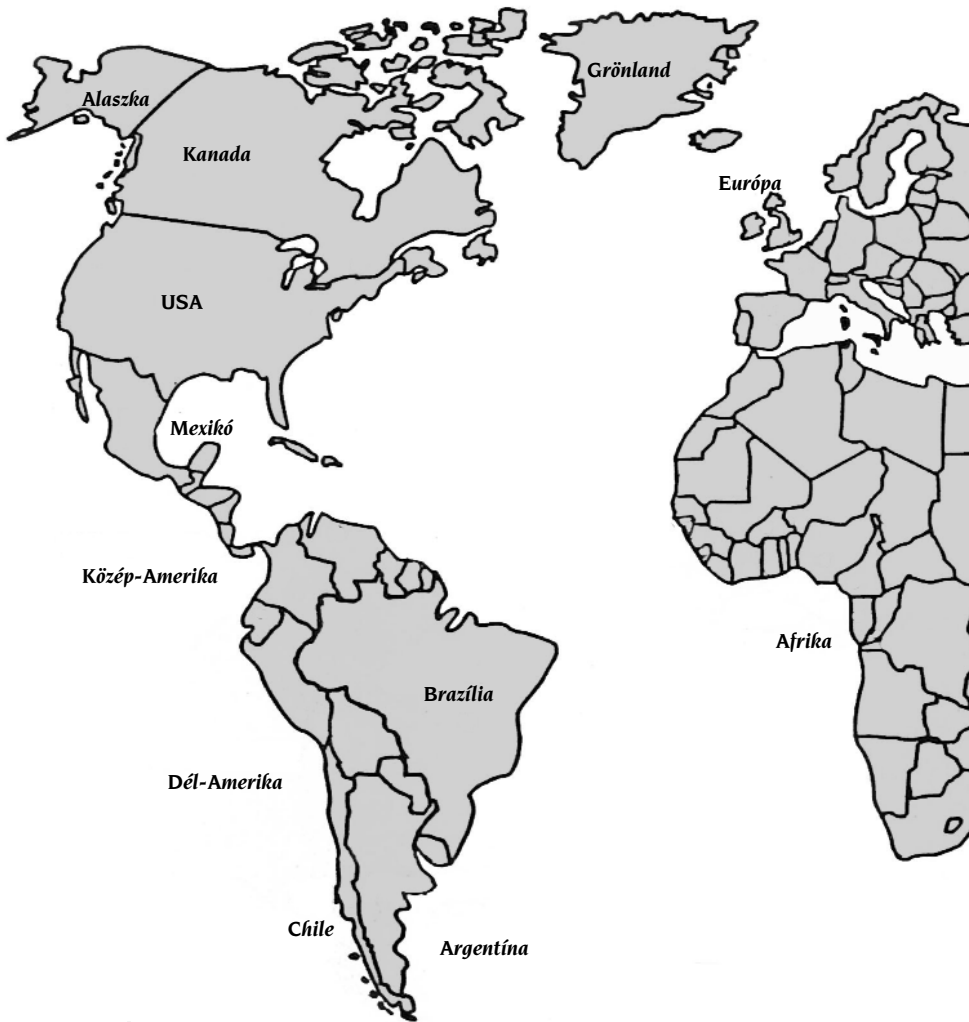 Grönland
Alaszka
Kanada
Európa
USA
Mexikó
Közép-Amerika
Afrika
Brazília
Dél-Amerika
Chile
Argentína